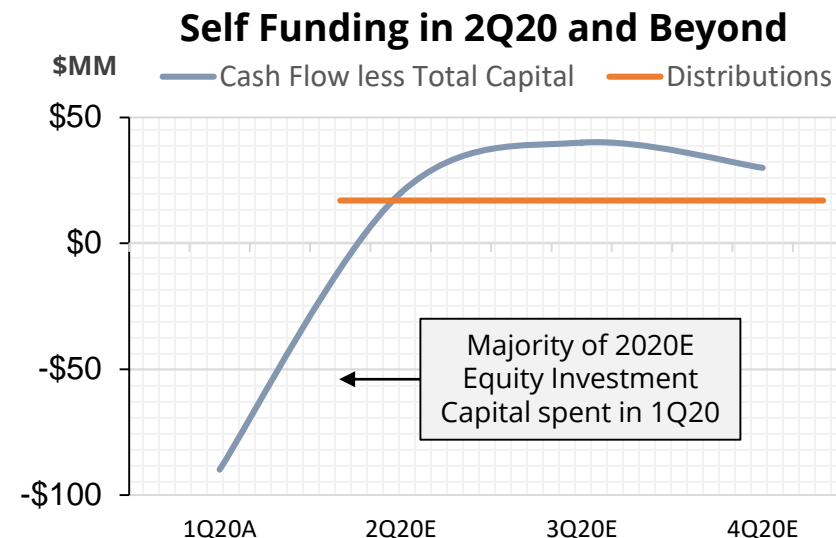 Self Funding in 2Q20 and Beyond
$MM
Cash Flow less Total Capital
Distributions
$50
$0
-$50
-$100
Majority of 2020E
Equity Investment
Capital spent in 1Q20
1Q20A
2Q20E
3Q20E
4Q20E